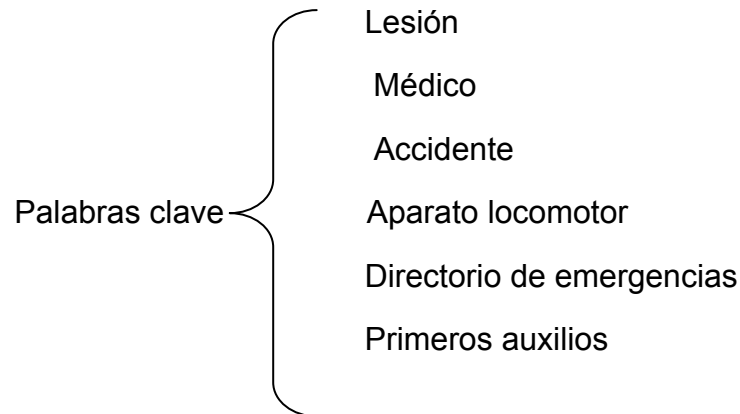 Lesión
Médico
Accidente
Palabras clave
Aparato locomotor
Directorio de emergencias
Primeros auxilios